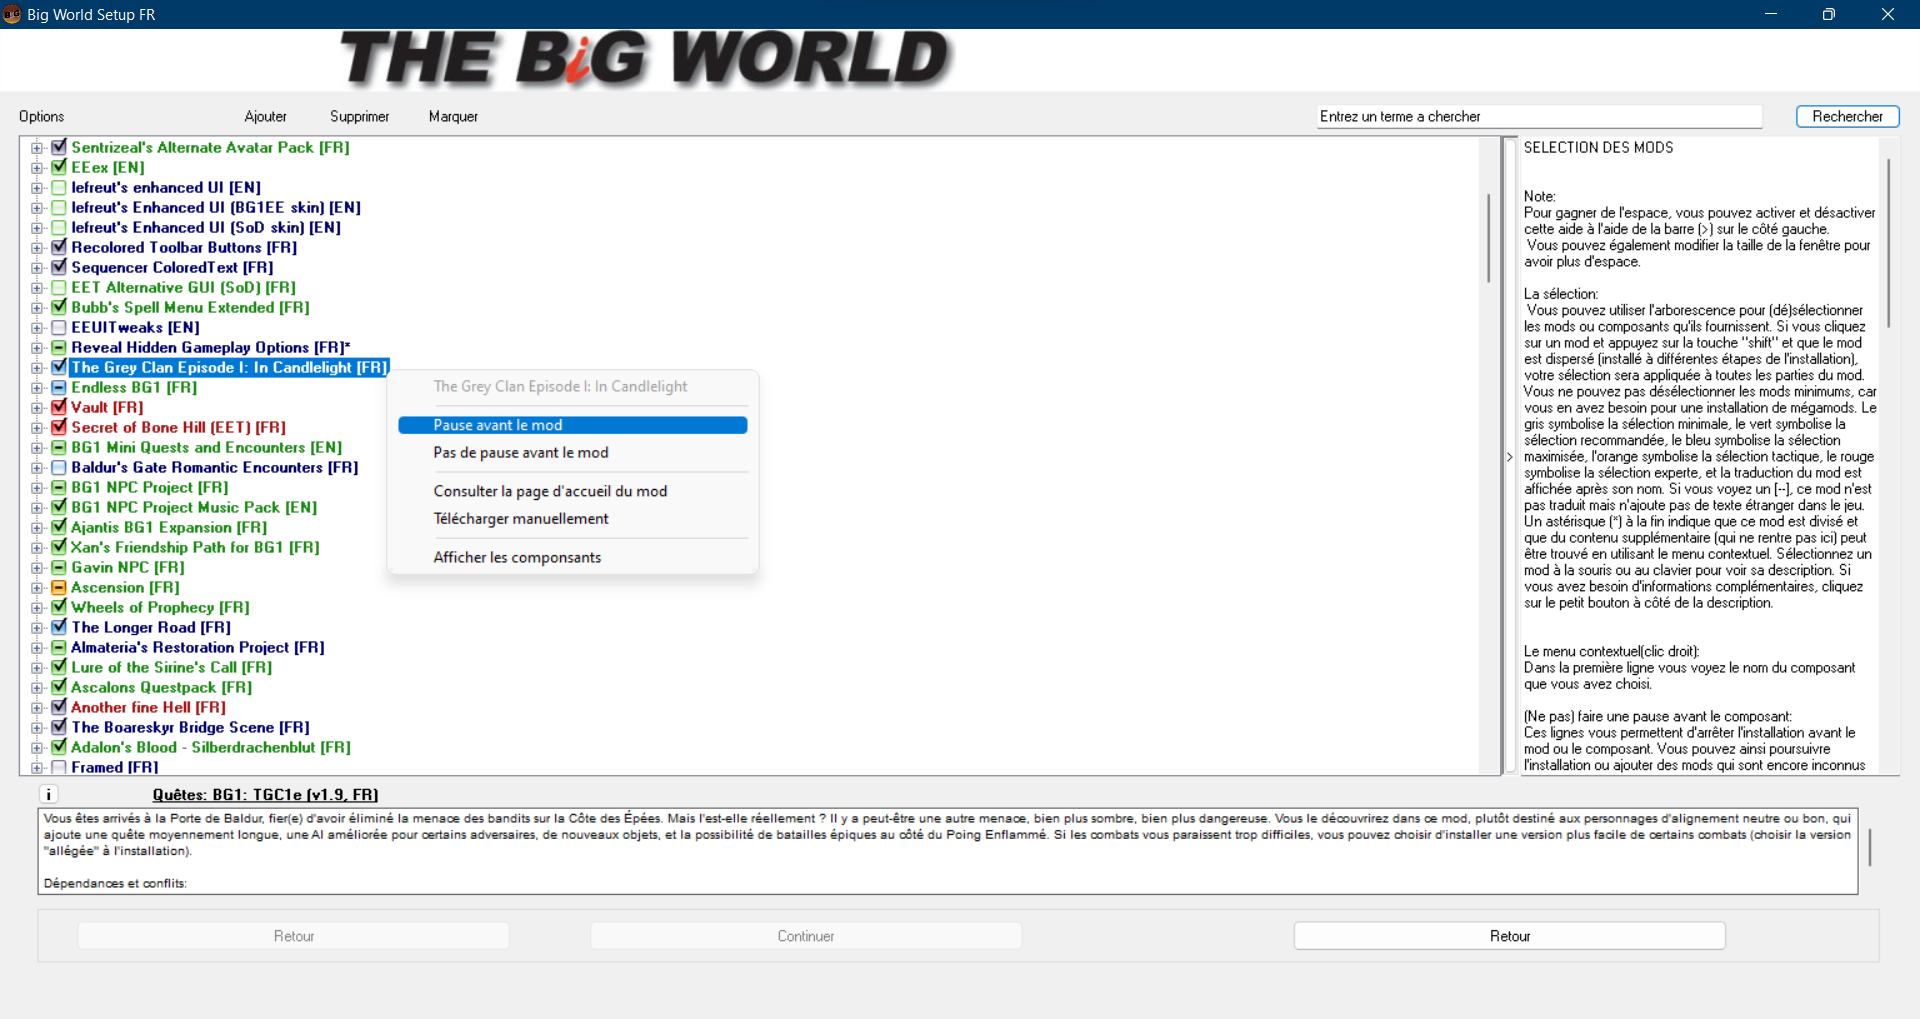 Big World Setup FR
THE BiG WORLD
Options
Ajouter
Supprimer
Marquer
Entrez un terme a chercher
Rechercher
Sentrizeal's Alternate Avatar Pack [FR]
EEex [EN]
lefreut's enhanced UI [EN]
lefreut's Enhanced UI (BG1EE skin) [EN]
lefreut's Enhanced UI (SoD skin) [EN]
Recolored Toolbar Buttons [FR]
Sequencer ColoredText [FR]
EET Alternative GUI (SoD) [FR]
Bubb's Spell Menu Extended [FR]
EEUITweaks [EN]
Reveal Hidden Gameplay Options [FR]*
The Grey Clan Episode I: In Candlelight [FR]
Endless BG1 [FR]
Vault [FR]
Secret of Bone Hill (EET) [FR]
BG1 Mini Quests and Encounters [EN]
Baldur's Gate Romantic Encounters [FR]
BG1 NPC Project [FR]
BG1 NPC Project Music Pack [EN]
Ajantis BG1 Expansion [FR]
Xan's Friendship Path for BG1 [FR]
Gavin NPC [FR]
Ascension [FR]
Wheels of Prophecy [FR]
The Longer Road [FR]
Almateria's Restoration Project [FR]
Lure of the Sirine's Call [FR]
Ascalons Questpack [FR]
Another fine Hell [FR]
The Boareskyr Bridge Scene [FR]
Adalon's Blood - Silberdrachenblut [FR]
Framed [FR]
The Grey Clan Episode I: In Candlelight
Pause avant le mod
Pas de pause avant le mod
Consulter la page d'accueil du mod
Télécharger manuellement
Afficher les componsants
>
SELECTION DES MODS
Note:
Pour gagner de l'espace, vous pouvez activer et désactiver
cette aide à l'aide de la barre (>) sur le côté gauche.
Vous pouvez également modifier la taille de la fenêtre pour
avoir plus d'espace.
La sélection:
Vous pouvez utiliser l'arborescence pour (dé)sélectionner
les mods ou composants qu'ils fournissent. Si vous cliquez
sur un mod et appuyez sur la touche "shift" et que le mod
est dispersé (installé à différentes étapes de l'installation),
votre sélection sera appliquée à toutes les parties du mod.
Vous ne pouvez pas désélectionner les mods minimums, car
vous en avez besoin pour une installation de mégamods. Le
gris symbolise la sélection minimale, le vert symbolise la
sélection recommandée, le bleu symbolise la sélection
maximisée, l'orange symbolise la sélection tactique, le rouge
symbolise la sélection experte, et la traduction du mod est
affichée après son nom. Si vous voyez un [--], ce mod n'est
pas traduit mais n'ajoute pas de texte étranger dans le jeu.
Un astérisque (*) à la fin indique que ce mod est divisé et
que du contenu supplémentaire (qui ne rentre pas ici) peut
être trouvé en utilisant le menu contextuel. Sélectionnez un
mod à la souris ou au clavier pour voir sa description. Si
vous avez besoin d'informations complémentaires, cliquez
sur le petit bouton à côté de la description.
Le menu contextuel(clic droit):
Dans la première ligne vous voyez le nom du composant
que vous avez choisi.
(Ne pas) faire une pause avant le composant:
Ces lignes vous permettent d'arrêter l'installation avant le
mod ou le composant. Vous pouvez ainsi poursuivre
l'installation ou ajouter des mods qui sont encore inconnus
i
Quêtes: BG1: TGC1e (v1.9, FR)
Vous êtes arrivés à la Porte de Baldur, fier(e) d'avoir éliminé la menace des bandits sur la Côte des Épées. Mais l'est-elle réellement ? Il y a peut-être une autre menace, bien plus sombre, bien plus dangereuse. Vous le découvrirez dans ce mod, plutôt destiné aux personnages d'alignement neutre ou bon, qui
ajoute une quête moyennement longue, une AI améliorée pour certains adversaires, de nouveaux objets, et la possibilité de batailles épiques au côté du Poing Enflammé. Si les combats vous paraissent trop difficiles, vous pouvez choisir d'installer une version plus facile de certains combats (choisir la version
"allégée" à l'installation).
Dépendances et conflits:
Retour
Continuer
Retour